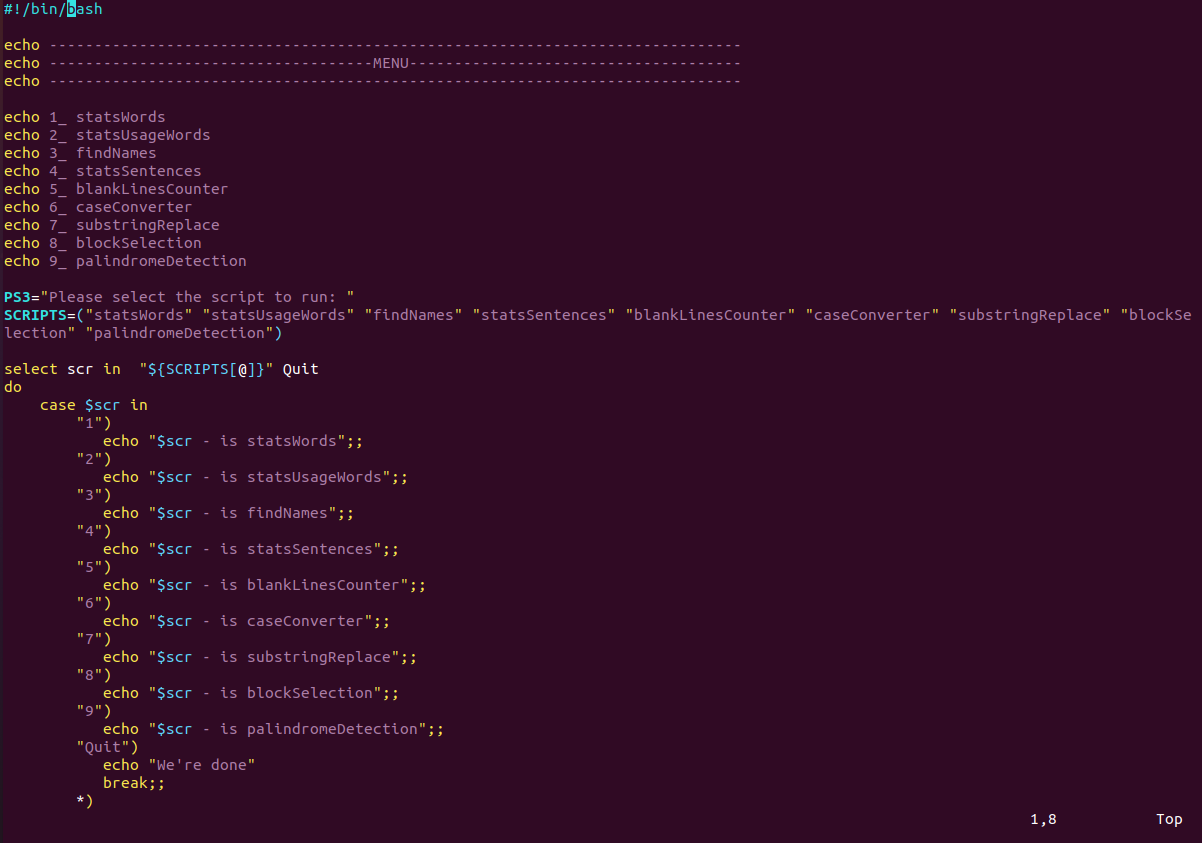 #!/bin/bash
echo -----------------------------------------------------------------------------
echo ------------------------------------MENU-------------------------------------
echo -----------------------------------------------------------------------------
echo 1_ statsWords
echo 2_ statsUsageWords
echo 3_ findNames
echo 4_ statsSentences
echo 5_ blankLinesCounter
echo 6_ caseConverter
echo 7_ substringReplace
echo 8_ blockSelection
echo 9_ palindromeDetection
PS3="Please select the script to run: "
SCRIPTS=("statsWords" "statsUsageWords" "findNames" "statsSentences" "blankLinesCounter" "caseConverter" "substringReplace" "blockSe
lection" "palindromeDetection")
select scr in  "${SCRIPTS[@]}" Quit
do
    case $scr in
        "1")
           echo "$scr - is statsWords";;
        "2")
           echo "$scr - is statsUsageWords";;
        "3")
           echo "$scr - is findNames";;
        "4")
           echo "$scr - is statsSentences";;
        "5")
           echo "$scr - is blankLinesCounter";;
        "6")
           echo "$scr - is caseConverter";;
        "7")
           echo "$scr - is substringReplace";;
        "8")
           echo "$scr - is blockSelection";;
        "9")
           echo "$scr - is palindromeDetection";;
        "Quit")
           echo "We're done"
           break;;
        *)
1,8 Top